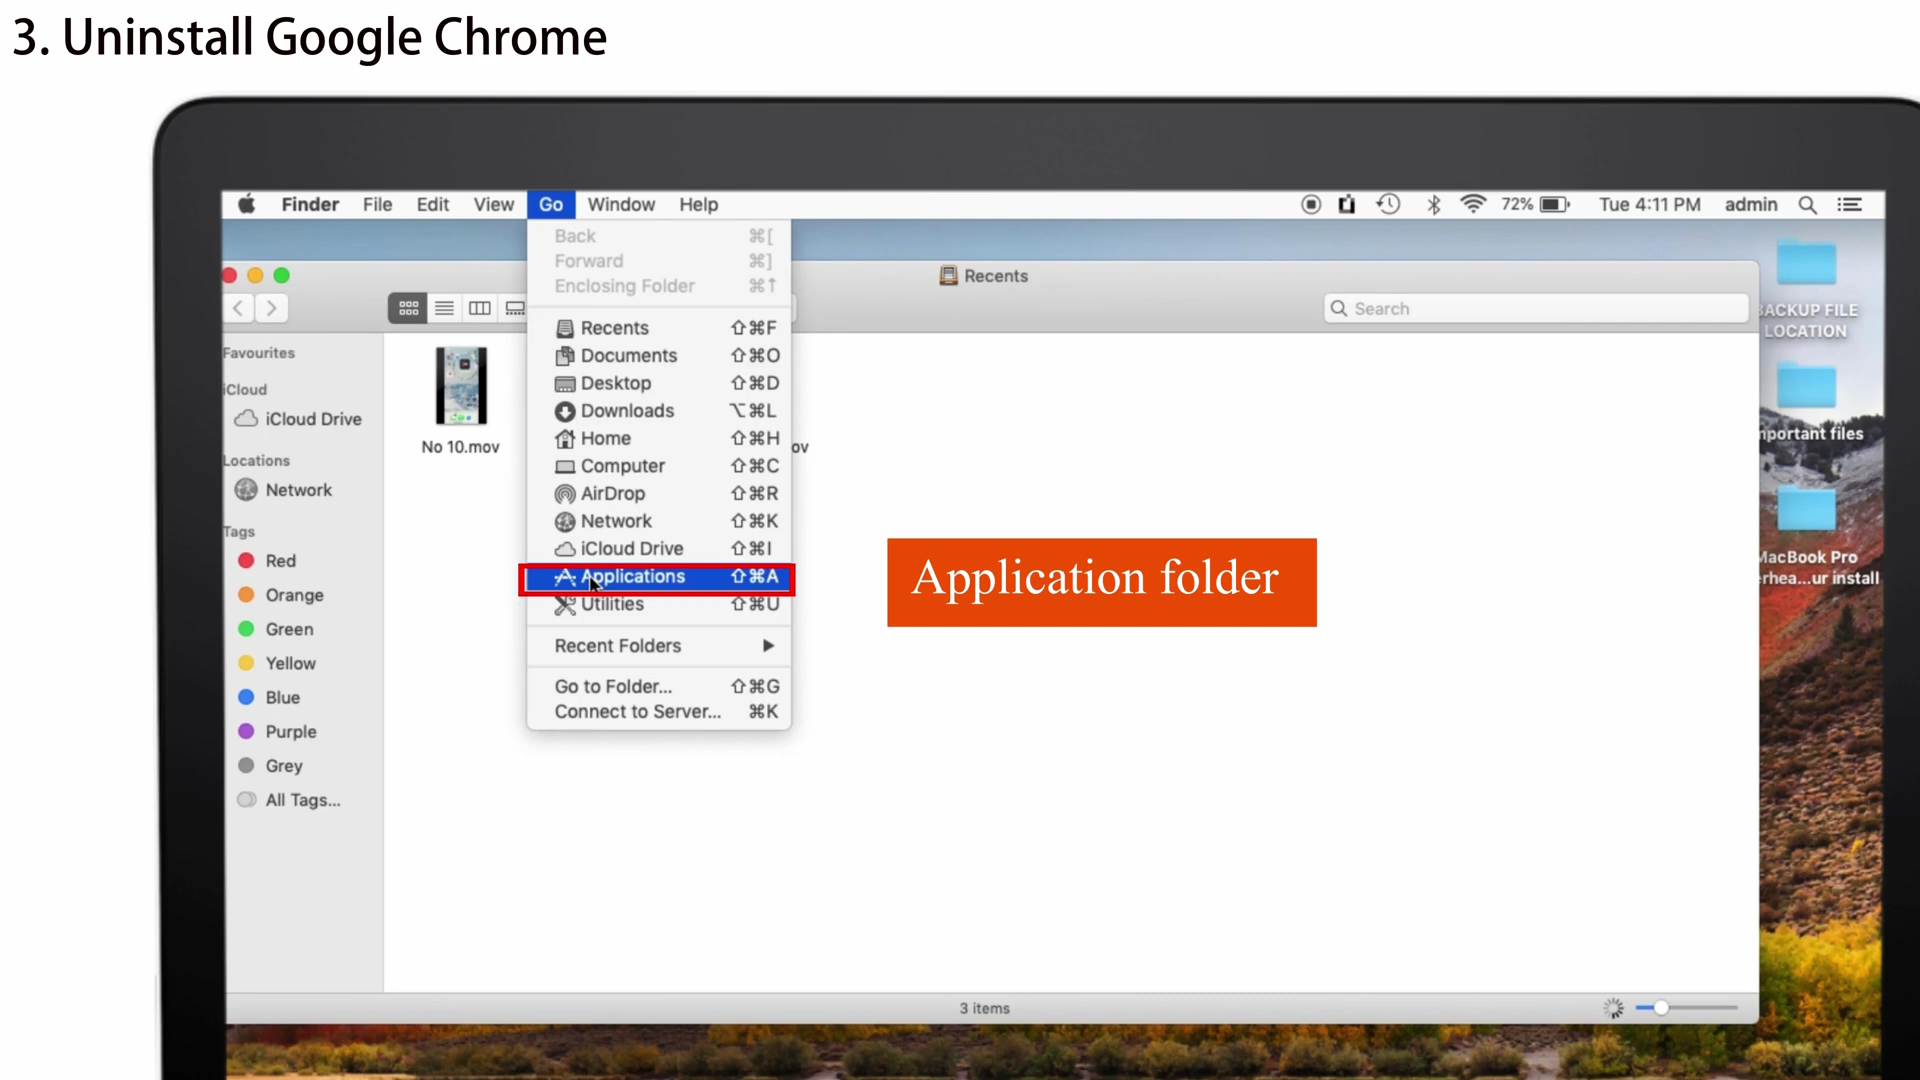 3. Uninstall Google Chrome
Finder File Edit View Go Window Help 72% Tue 4:11 PM admin
Back ⌘[
Forward ⌘]
Enclosing Folder ⌘↑
Recents ⇧⌘F
Documents ⇧⌘O
Desktop ⇧⌘D
Downloads ⌥⌘L
Home ⇧⌘H
Computer ⇧⌘C
AirDrop ⇧⌘R
Network ⇧⌘K
iCloud Drive ⇧⌘I
Applications ⇧⌘A
Utilities ⇧⌘U
Recent Folders
Go to Folder... ⇧⌘G
Connect to Server... ⌘K
Recents
Search
Favourites
iCloud
iCloud Drive
Locations
Network
Tags
Red
Orange
Green
Yellow
Blue
Purple
Grey
All Tags...
No 10.mov
ov
Application folder
3 items
ACKUP FILE
LOCATION
portant files
MacBook Pro
erhea...ur install